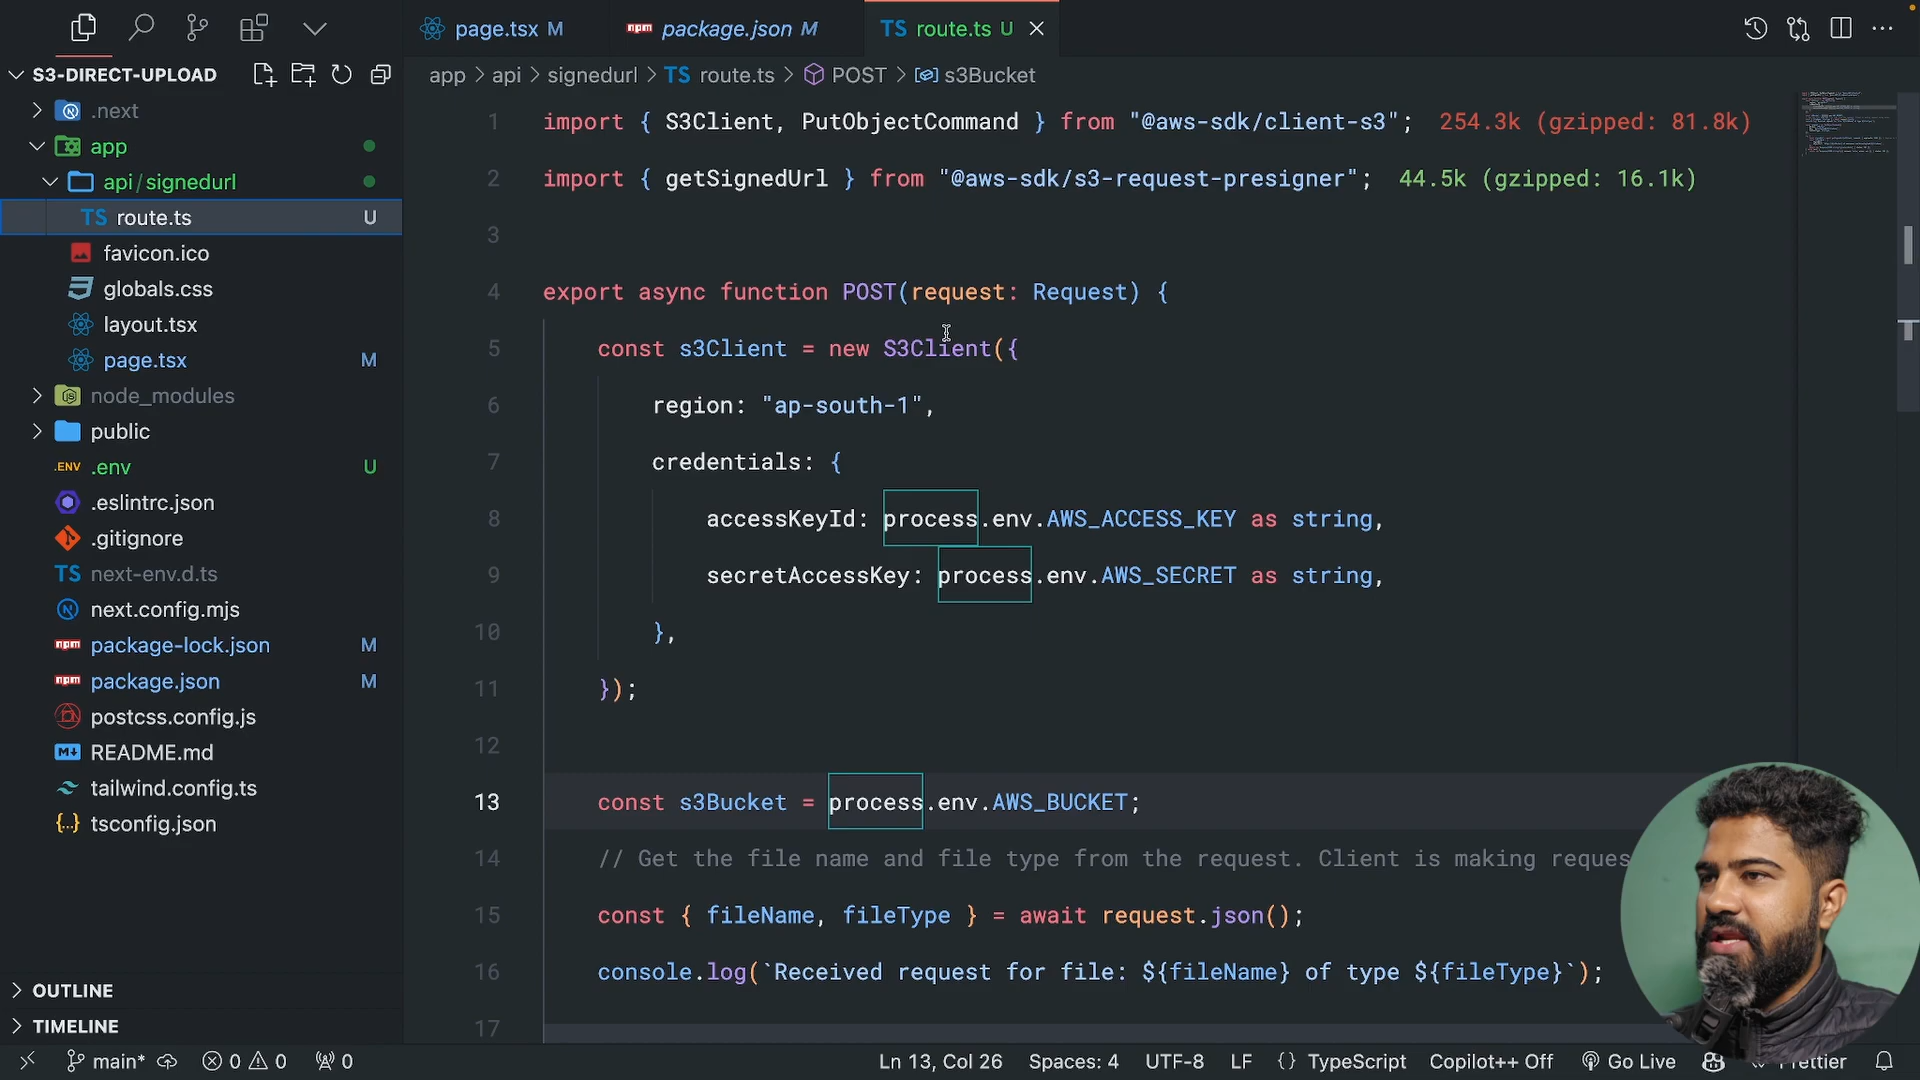 page.tsx M
package.json M
TS route.ts U
S3-DIRECT-UPLOAD
app > api > signedurl > TS route.ts > POST > s3Bucket
.next
app
api/signedurl
TS route.ts U
favicon.ico
globals.css
layout.tsx
page.tsx M
node_modules
public
.ENV .env U
.eslintrc.json
.gitignore
TS next-env.d.ts
next.config.mjs
npm package-lock.json M
npm package.json M
postcss.config.js
README.md
tailwind.config.ts
tsconfig.json
OUTLINE
TIMELINE
1 import { S3Client, PutObjectCommand } from "@aws-sdk/client-s3"; 254.3k (gzipped: 81.8k)
2 import { getSignedUrl } from "@aws-sdk/s3-request-presigner"; 44.5k (gzipped: 16.1k)
3
4 export async function POST(request: Request) {
5 const s3Client = new S3Client({
6 region: "ap-south-1",
7 credentials: {
8 accessKeyId: process.env.AWS_ACCESS_KEY as string,
9 secretAccessKey: process.env.AWS_SECRET as string,
10 },
11 });
12
13 const s3Bucket = process.env.AWS_BUCKET;
14 // Get the file name and file type from the request. Client is making reques
15 const { fileName, fileType } = await request.json();
16 console.log(`Received request for file: ${fileName} of type ${fileType}`);
17
main* 0 0 0 Ln 13, Col 26 Spaces: 4 UTF-8 LF {} TypeScript Copilot++ Off Go Live Prettier